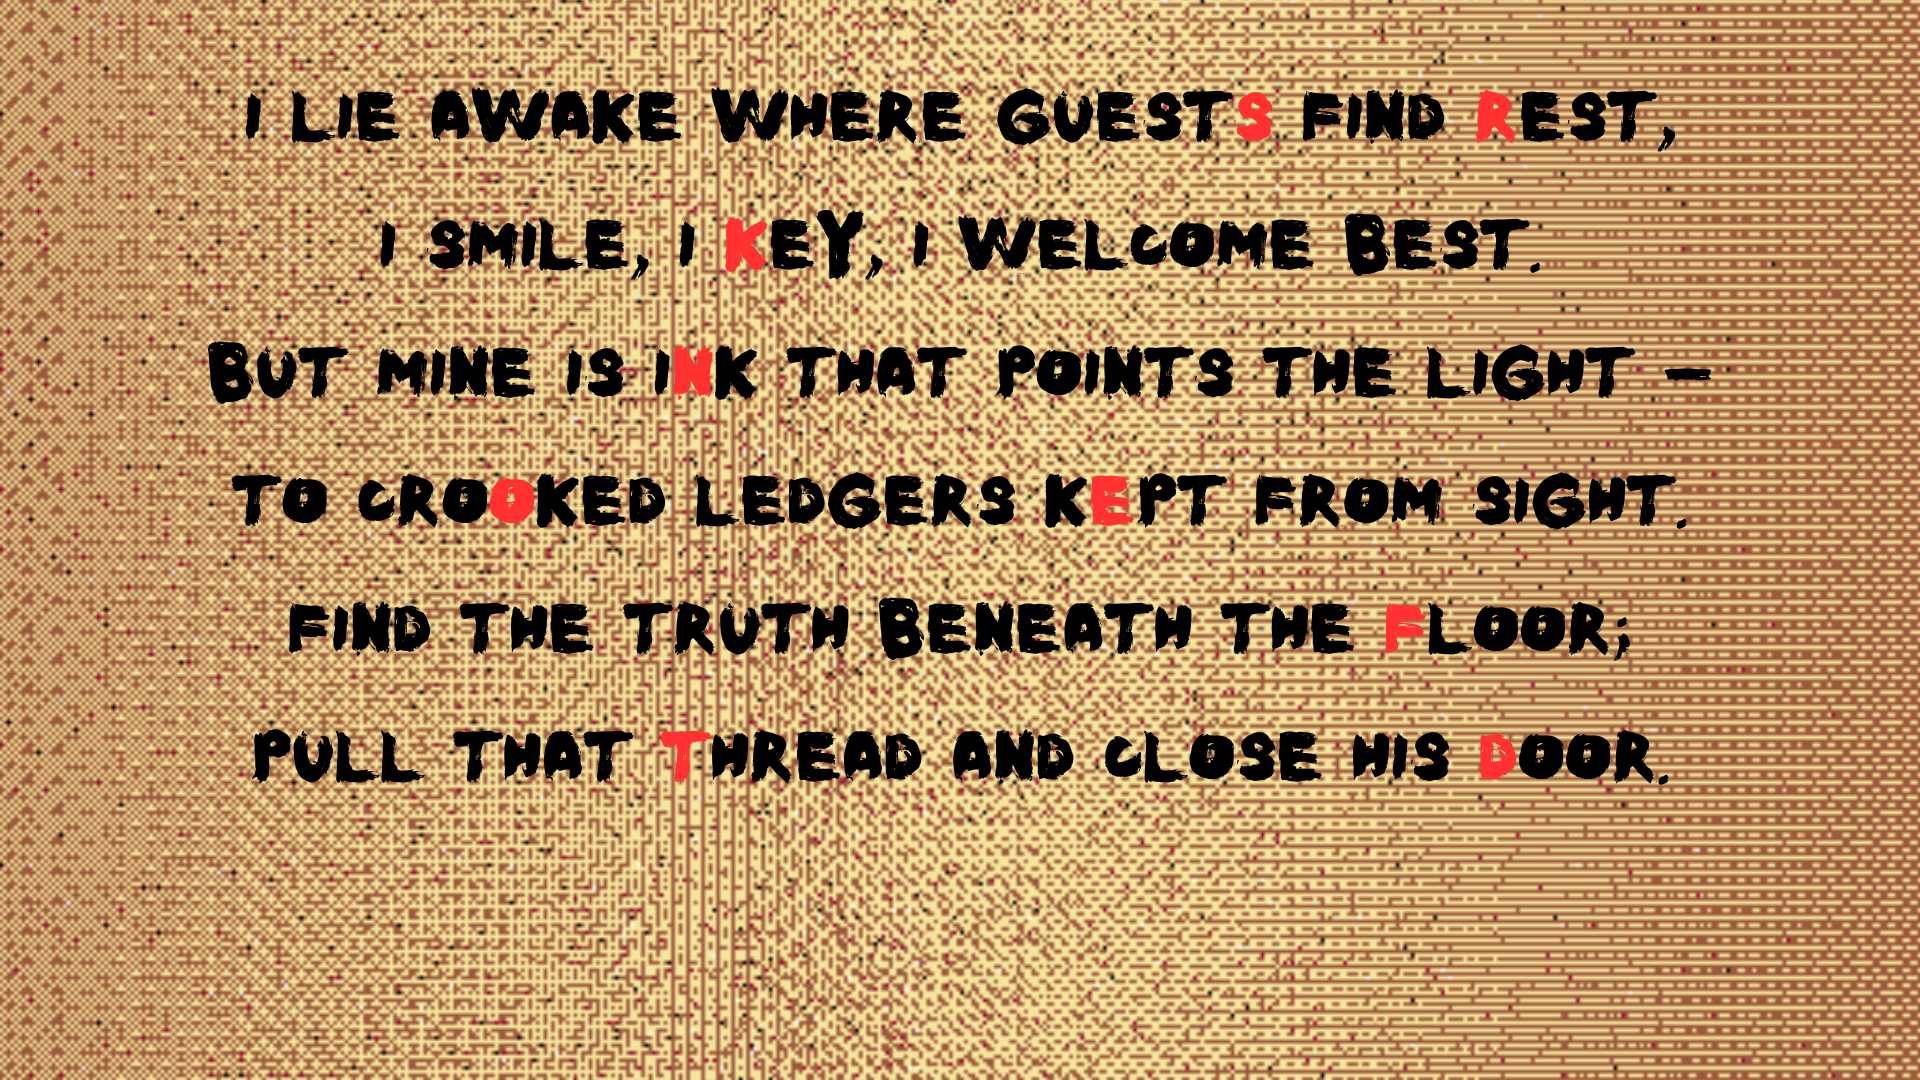 I LIE AWAKE WHERE GUESTS FIND REST,
I SMILE, I KEY, I WELCOME BEST.
BUT MINE IS INK THAT POINTS THE LIGHT –
TO CROOKED LEDGERS KEPT FROM SIGHT.
FIND THE TRUTH BENEATH THE FLOOR;
PULL THAT THREAD AND CLOSE HIS DOOR.